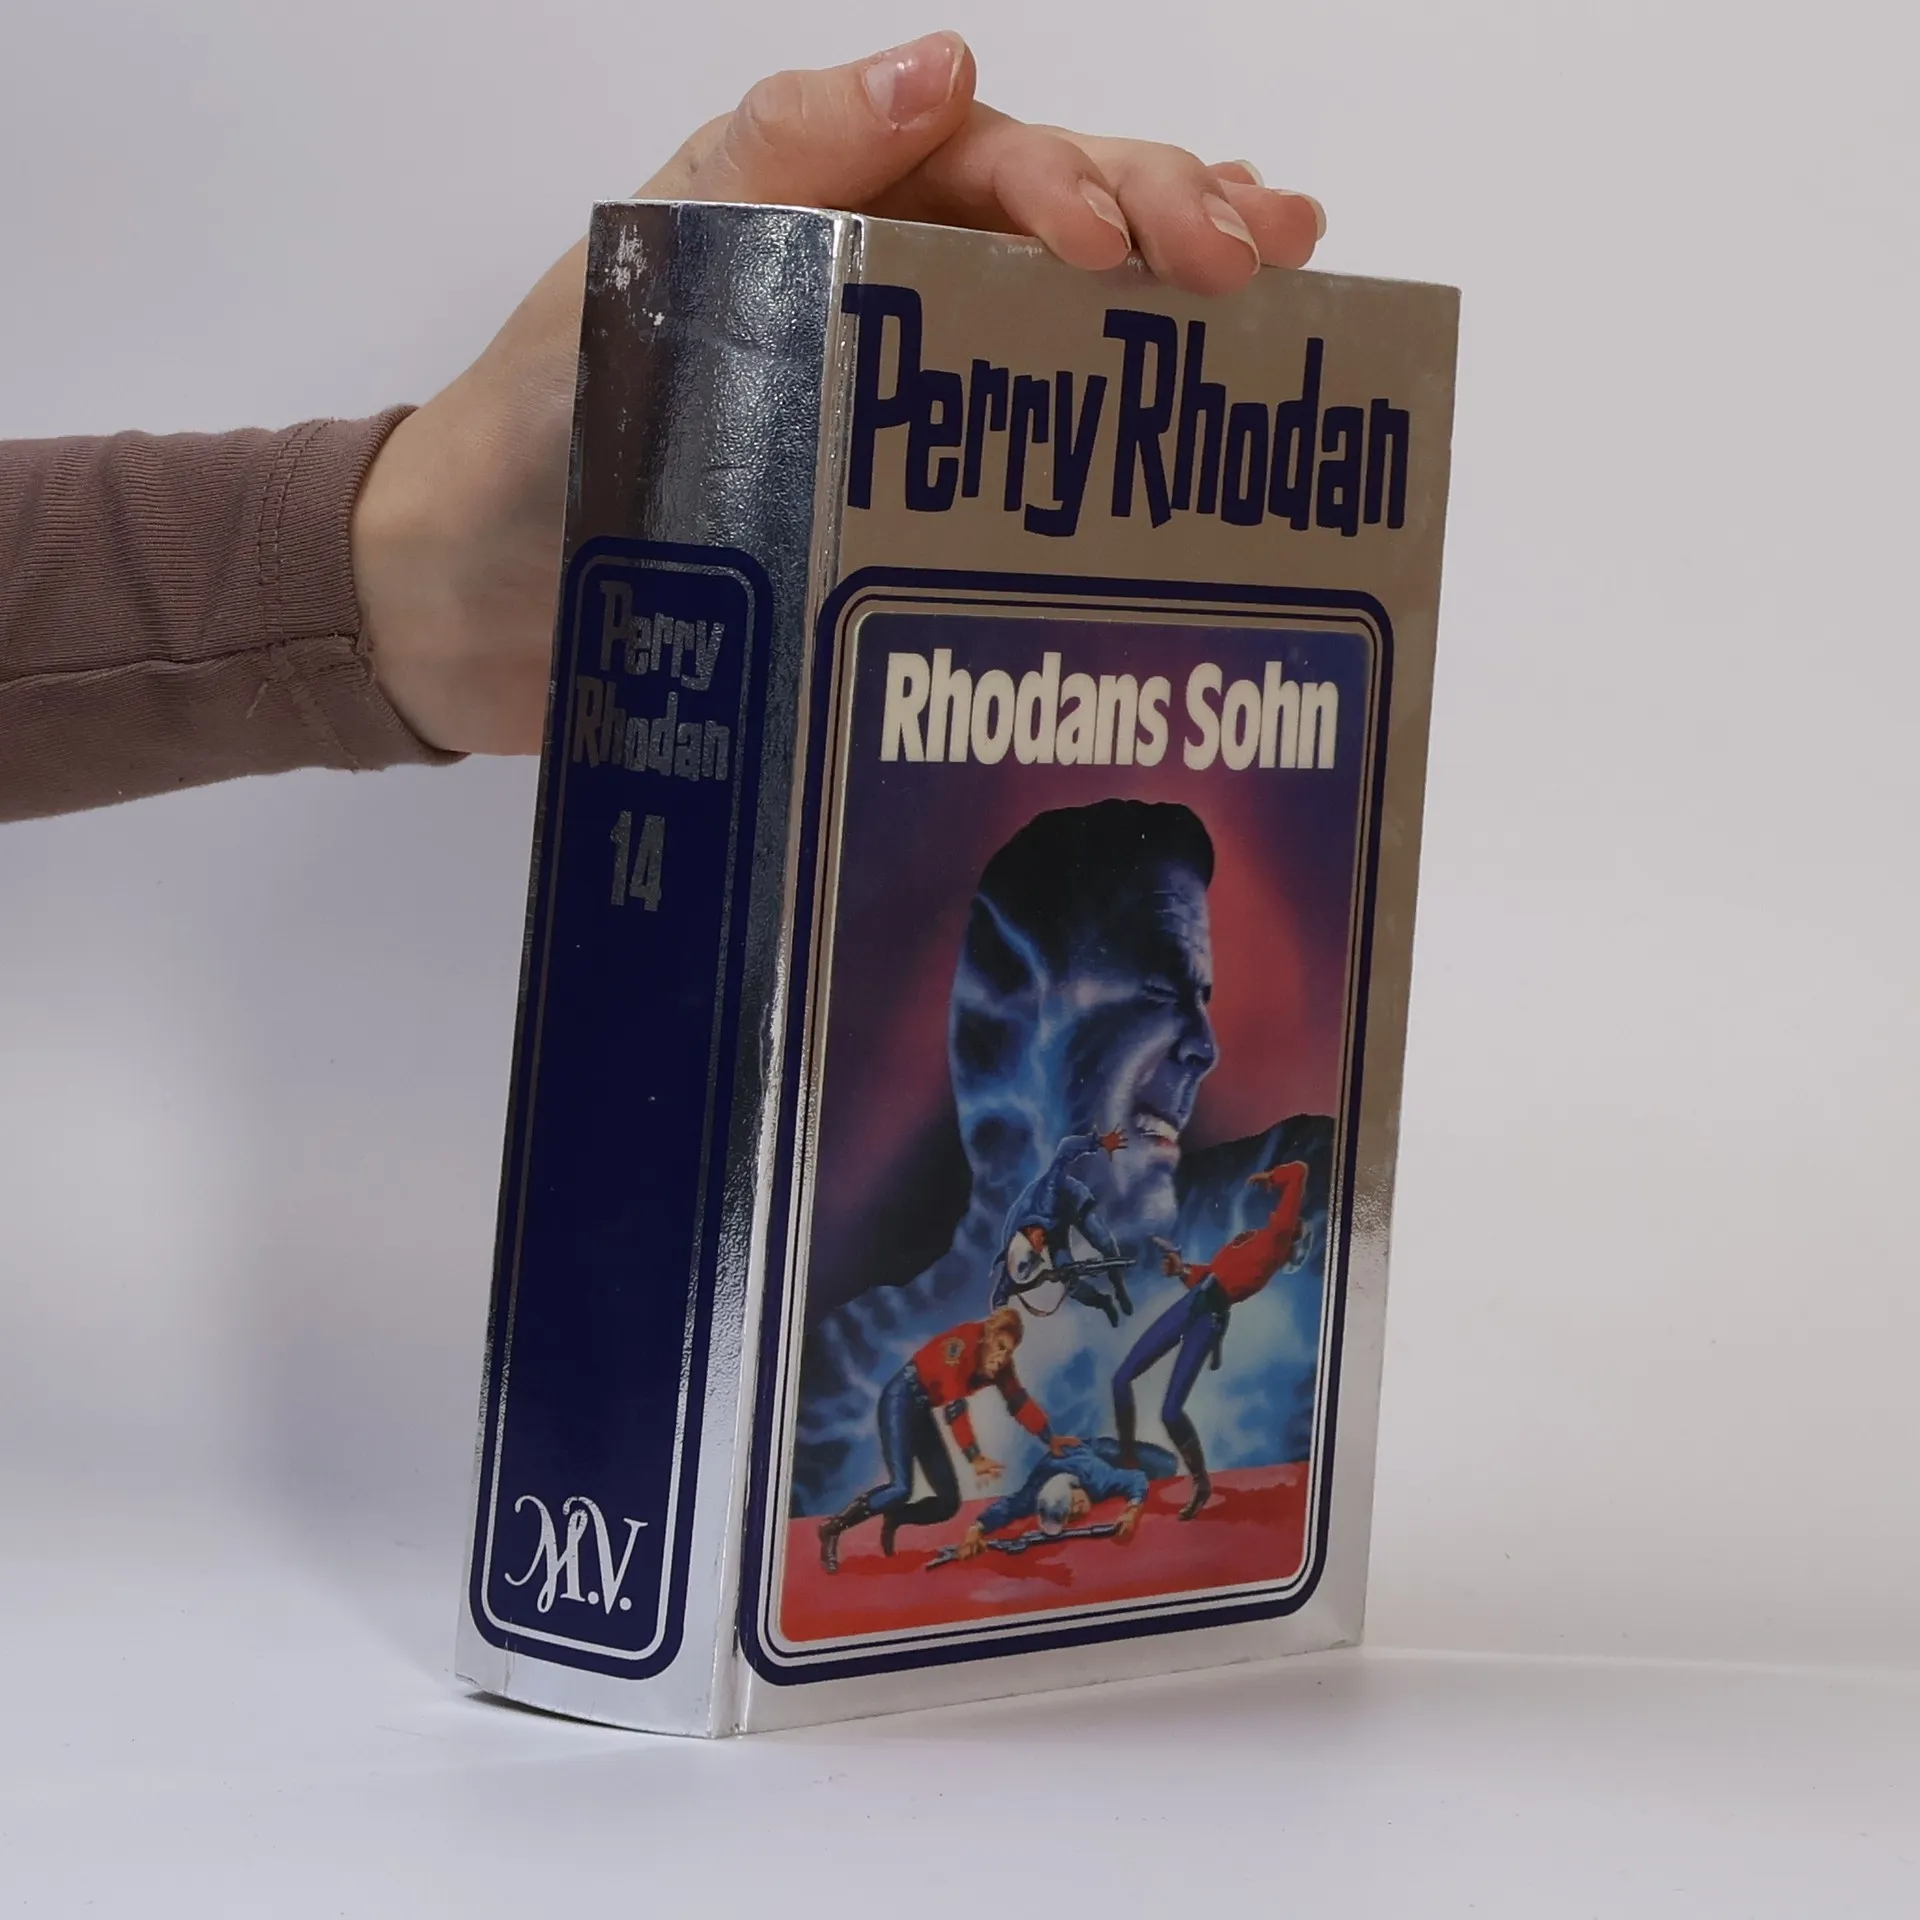 Perry Rhodan
Rhodans Sohn
Perry
Rhodan
14
M.V.